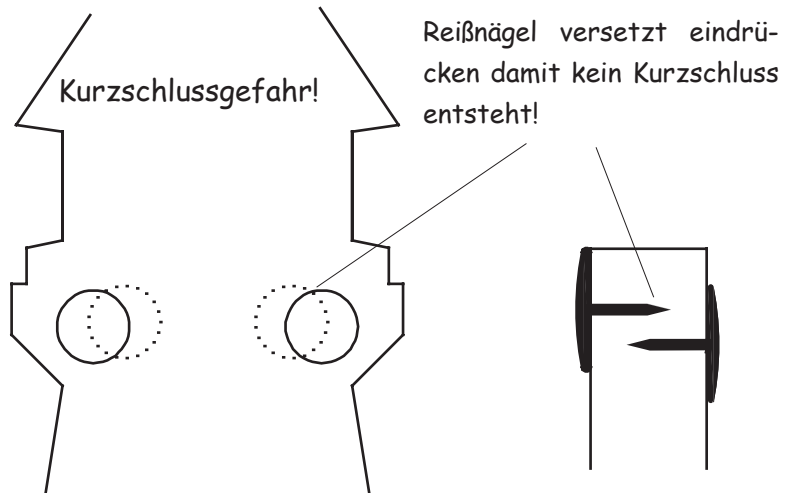 Reißnägel versetzt eindrü-
cken damit kein Kurzschluss
entsteht!
Kurzschlussgefahr!